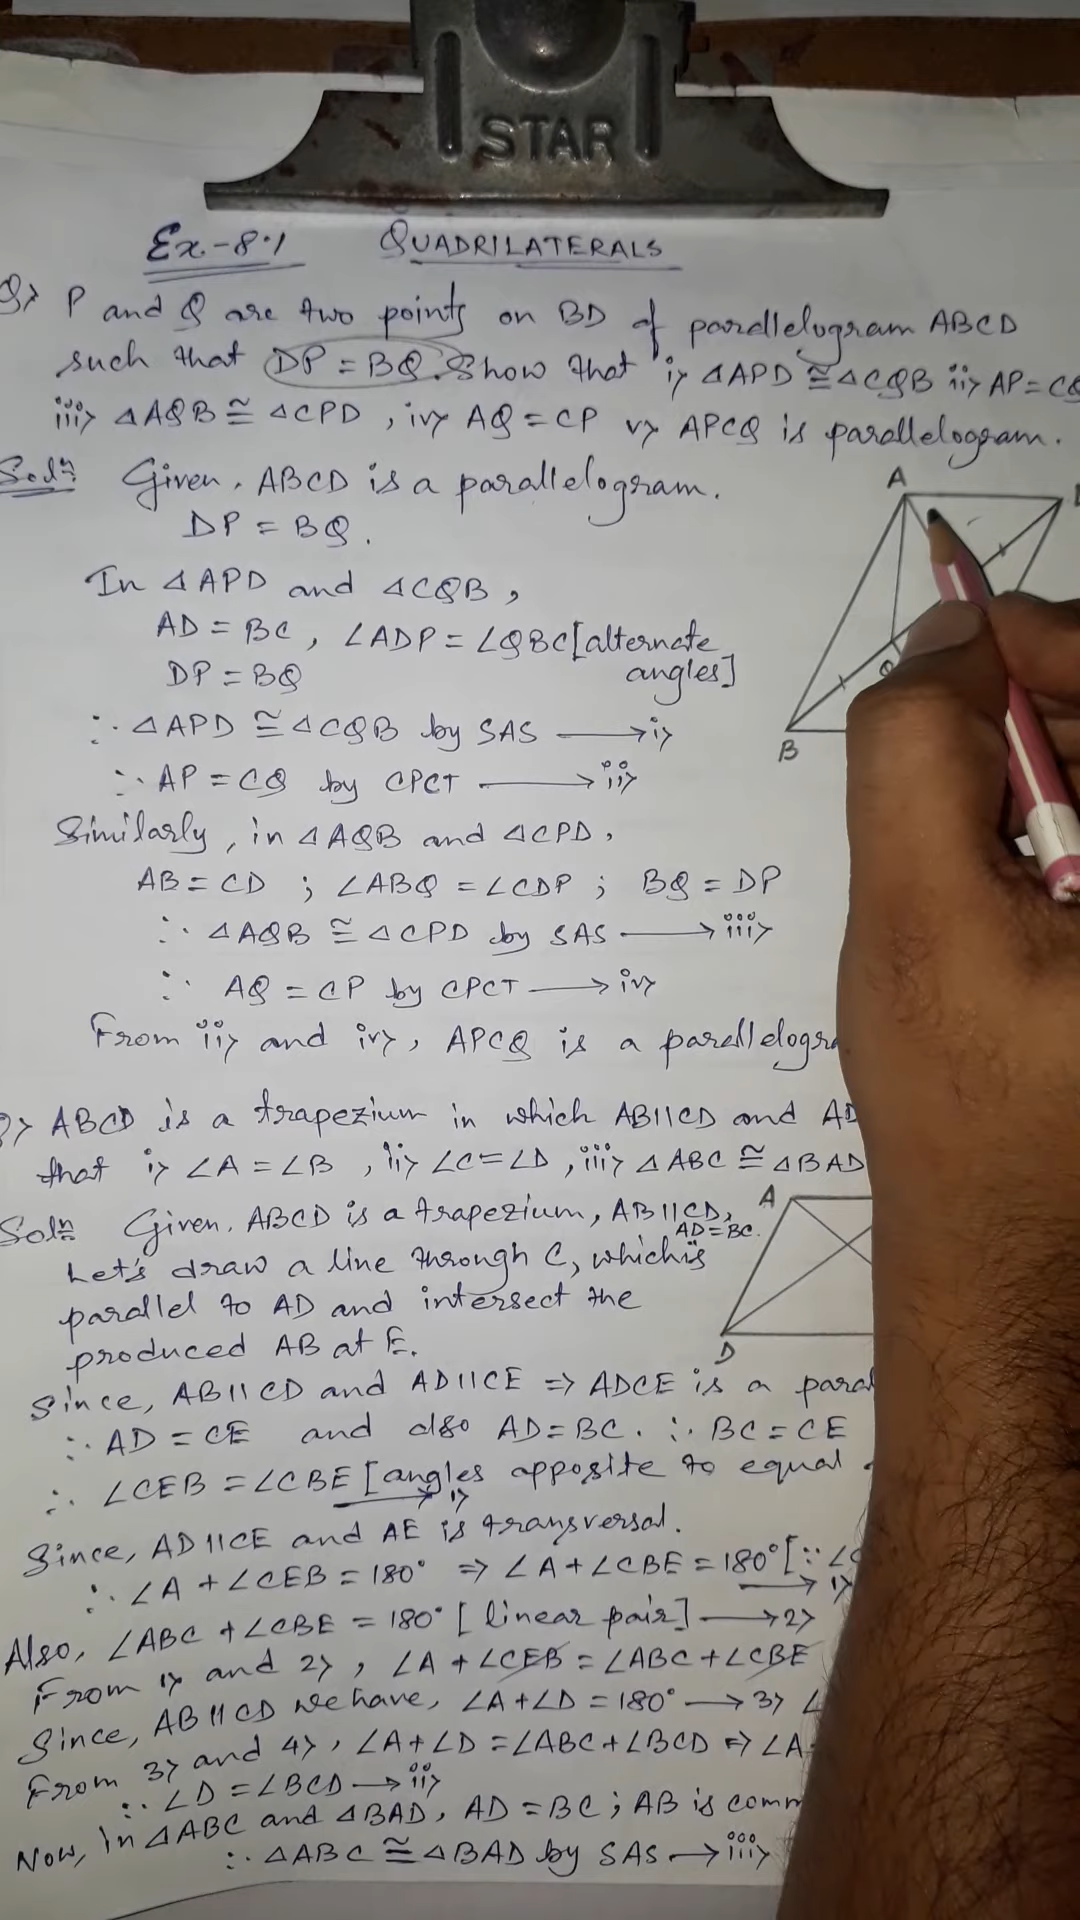 STAR
Ex-8.1 QUADRILATERALS
Q> P and Q are two points on BD of parallelogram ABCD
such that DP = BQ. Show that i> ΔAPD ≅ ΔCQB ii> AP = CQ
iii> ΔAQB ≅ ΔCPD, iv> AQ = CP v> APCQ is parallelogram.
Solⁿ: Given, ABCD is a parallelogram.
DP = BQ.
In ΔAPD and ΔCQB,
AD = BC, ∠ADP = ∠QBC [alternate
angles]
DP = BQ
∴ ΔAPD ≅ ΔCQB by SAS → i>
∴ AP = CQ by CPCT → ii>
Similarly, in ΔAQB and ΔCPD,
AB = CD ; ∠ABQ = ∠CDP ; BQ = DP
∴ ΔAQB ≅ ΔCPD by SAS → iii>
∴ AQ = CP by CPCT → iv>
From ii> and iv>, APCQ is a parallelogra
A
B
Q
Q> ABCD is a trapezium in which AB||CD and AD
that i> ∠A = ∠B, ii> ∠C = ∠D, iii> ΔABC ≅ ΔBAD
Solⁿ: Given, ABCD is a trapezium, AB||CD,
AD = BC.
Let's draw a line through C, which is
parallel to AD and intersect the
produced AB at E.
A
D
Since, AB||CD and AD||CE ⇒ ADCE is a para
∴ AD = CE and also AD = BC. ∴ BC = CE
∴ ∠CEB = ∠CBE [angles opposite to equal
→ i>
Since, AD||CE and AE is transversal.
∴ ∠A + ∠CEB = 180° ⇒ ∠A + ∠CBE = 180° [∵ ∠C
→ 1>
Also, ∠ABC + ∠CBE = 180° [linear pair] → 2>
From 1> and 2>, ∠A + ∠CEB = ∠ABC + ∠CBE
Since, AB||CD we have, ∠A + ∠D = 180° → 3> ∠
From 3> and 4>, ∠A + ∠D = ∠ABC + ∠BCD ⇒ ∠A
∴ ∠D = ∠BCD → ii>
Now, in ΔABC and ΔBAD, AD = BC ; AB is comm
∴ ΔABC ≅ ΔBAD by SAS → iii>